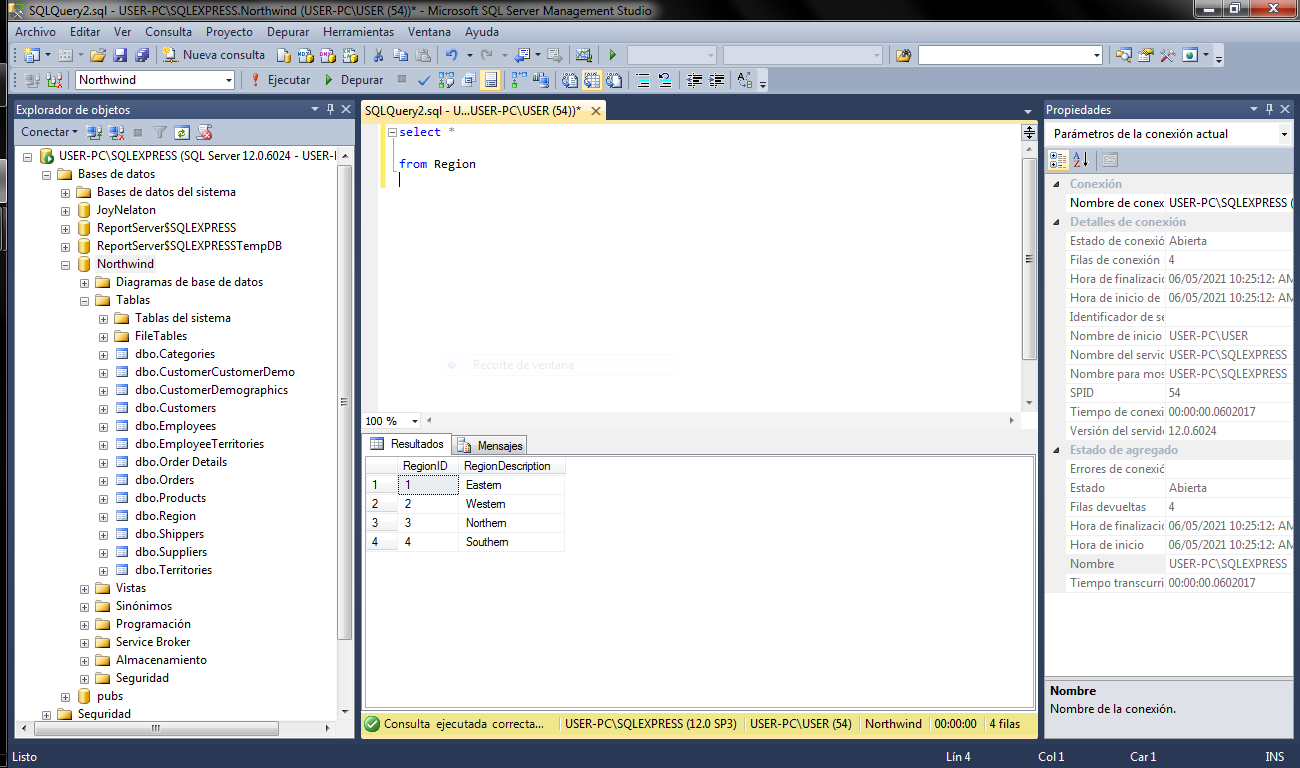 SQLQuery2.sql - USER-PC\SQLEXPRESS.Northwind (USER-PC\USER (54))* - Microsoft SQL Server Management Studio
Archivo Editar Ver Consulta Proyecto Depurar Herramientas Ventana Ayuda
Nueva consulta
Northwind Ejecutar Depurar
Explorador de objetos
Conectar
USER-PC\SQLEXPRESS (SQL Server 12.0.6024 - USER-
Bases de datos
Bases de datos del sistema
JoyNelaton
ReportServer$SQLEXPRESS
ReportServer$SQLEXPRESSTempDB
Northwind
Diagramas de base de datos
Tablas
Tablas del sistema
FileTables
dbo.Categories
dbo.CustomerCustomerDemo
dbo.CustomerDemographics
dbo.Customers
dbo.Employees
dbo.EmployeeTerritories
dbo.Order Details
dbo.Orders
dbo.Products
dbo.Region
dbo.Shippers
dbo.Suppliers
dbo.Territories
Vistas
Sinónimos
Programación
Service Broker
Almacenamiento
Seguridad
pubs
Seguridad
SQLQuery2.sql - U...USER-PC\USER (54))*
select *
from Region
Recorte de ventana
100 %
Resultados Mensajes
RegionID RegionDescription
1 1 Eastern
2 2 Western
3 3 Northern
4 4 Southern
Consulta ejecutada correcta... USER-PC\SQLEXPRESS (12.0 SP3) USER-PC\USER (54) Northwind 00:00:00 4 filas
Propiedades
Parámetros de la conexión actual
Conexión
Nombre de conex USER-PC\SQLEXPRESS (
Detalles de conexión
Estado de conexió Abierta
Filas de conexión 4
Hora de finalizació 06/05/2021 10:25:12: AM
Hora de inicio de 06/05/2021 10:25:12: AM
Identificador de se
Nombre de inicio USER-PC\USER
Nombre del servid USER-PC\SQLEXPRESS
Nombre para mos USER-PC\SQLEXPRESS
SPID 54
Tiempo de conexi 00:00:00.0602017
Versión del servid 12.0.6024
Estado de agregado
Errores de conexió
Estado Abierta
Filas devueltas 4
Hora de finalizació 06/05/2021 10:25:12: AM
Hora de inicio 06/05/2021 10:25:12: AM
Nombre USER-PC\SQLEXPRESS
Tiempo transcurri 00:00:00.0602017
Nombre
Nombre de la conexión.
Listo Lín 4 Col 1 Car 1 INS